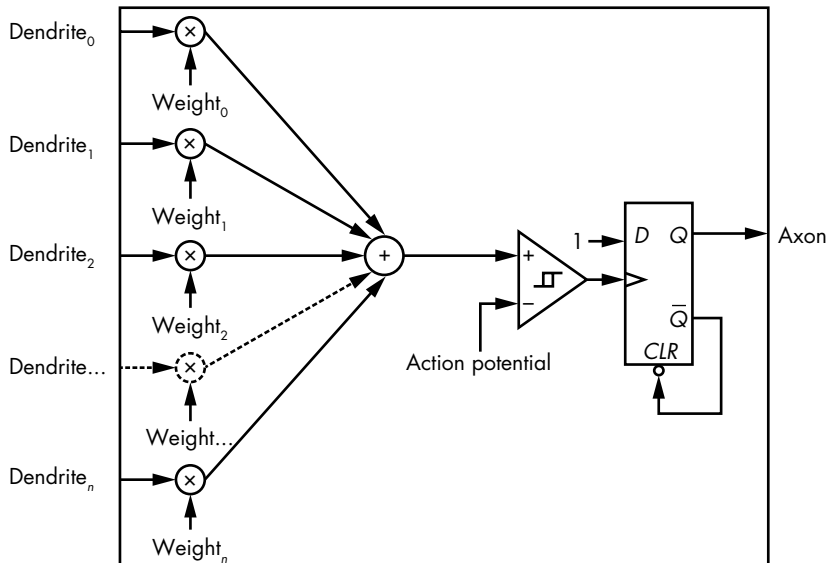 Dendrite₀
×
Weight₀
Dendrite₁
×
Weight₁
Dendrite₂
×
Weight₂
Dendrite...
×
Weight...
Dendriteₙ
×
Weightₙ
+
+
−
Action potential
1
D Q
Q̅
CLR
Axon